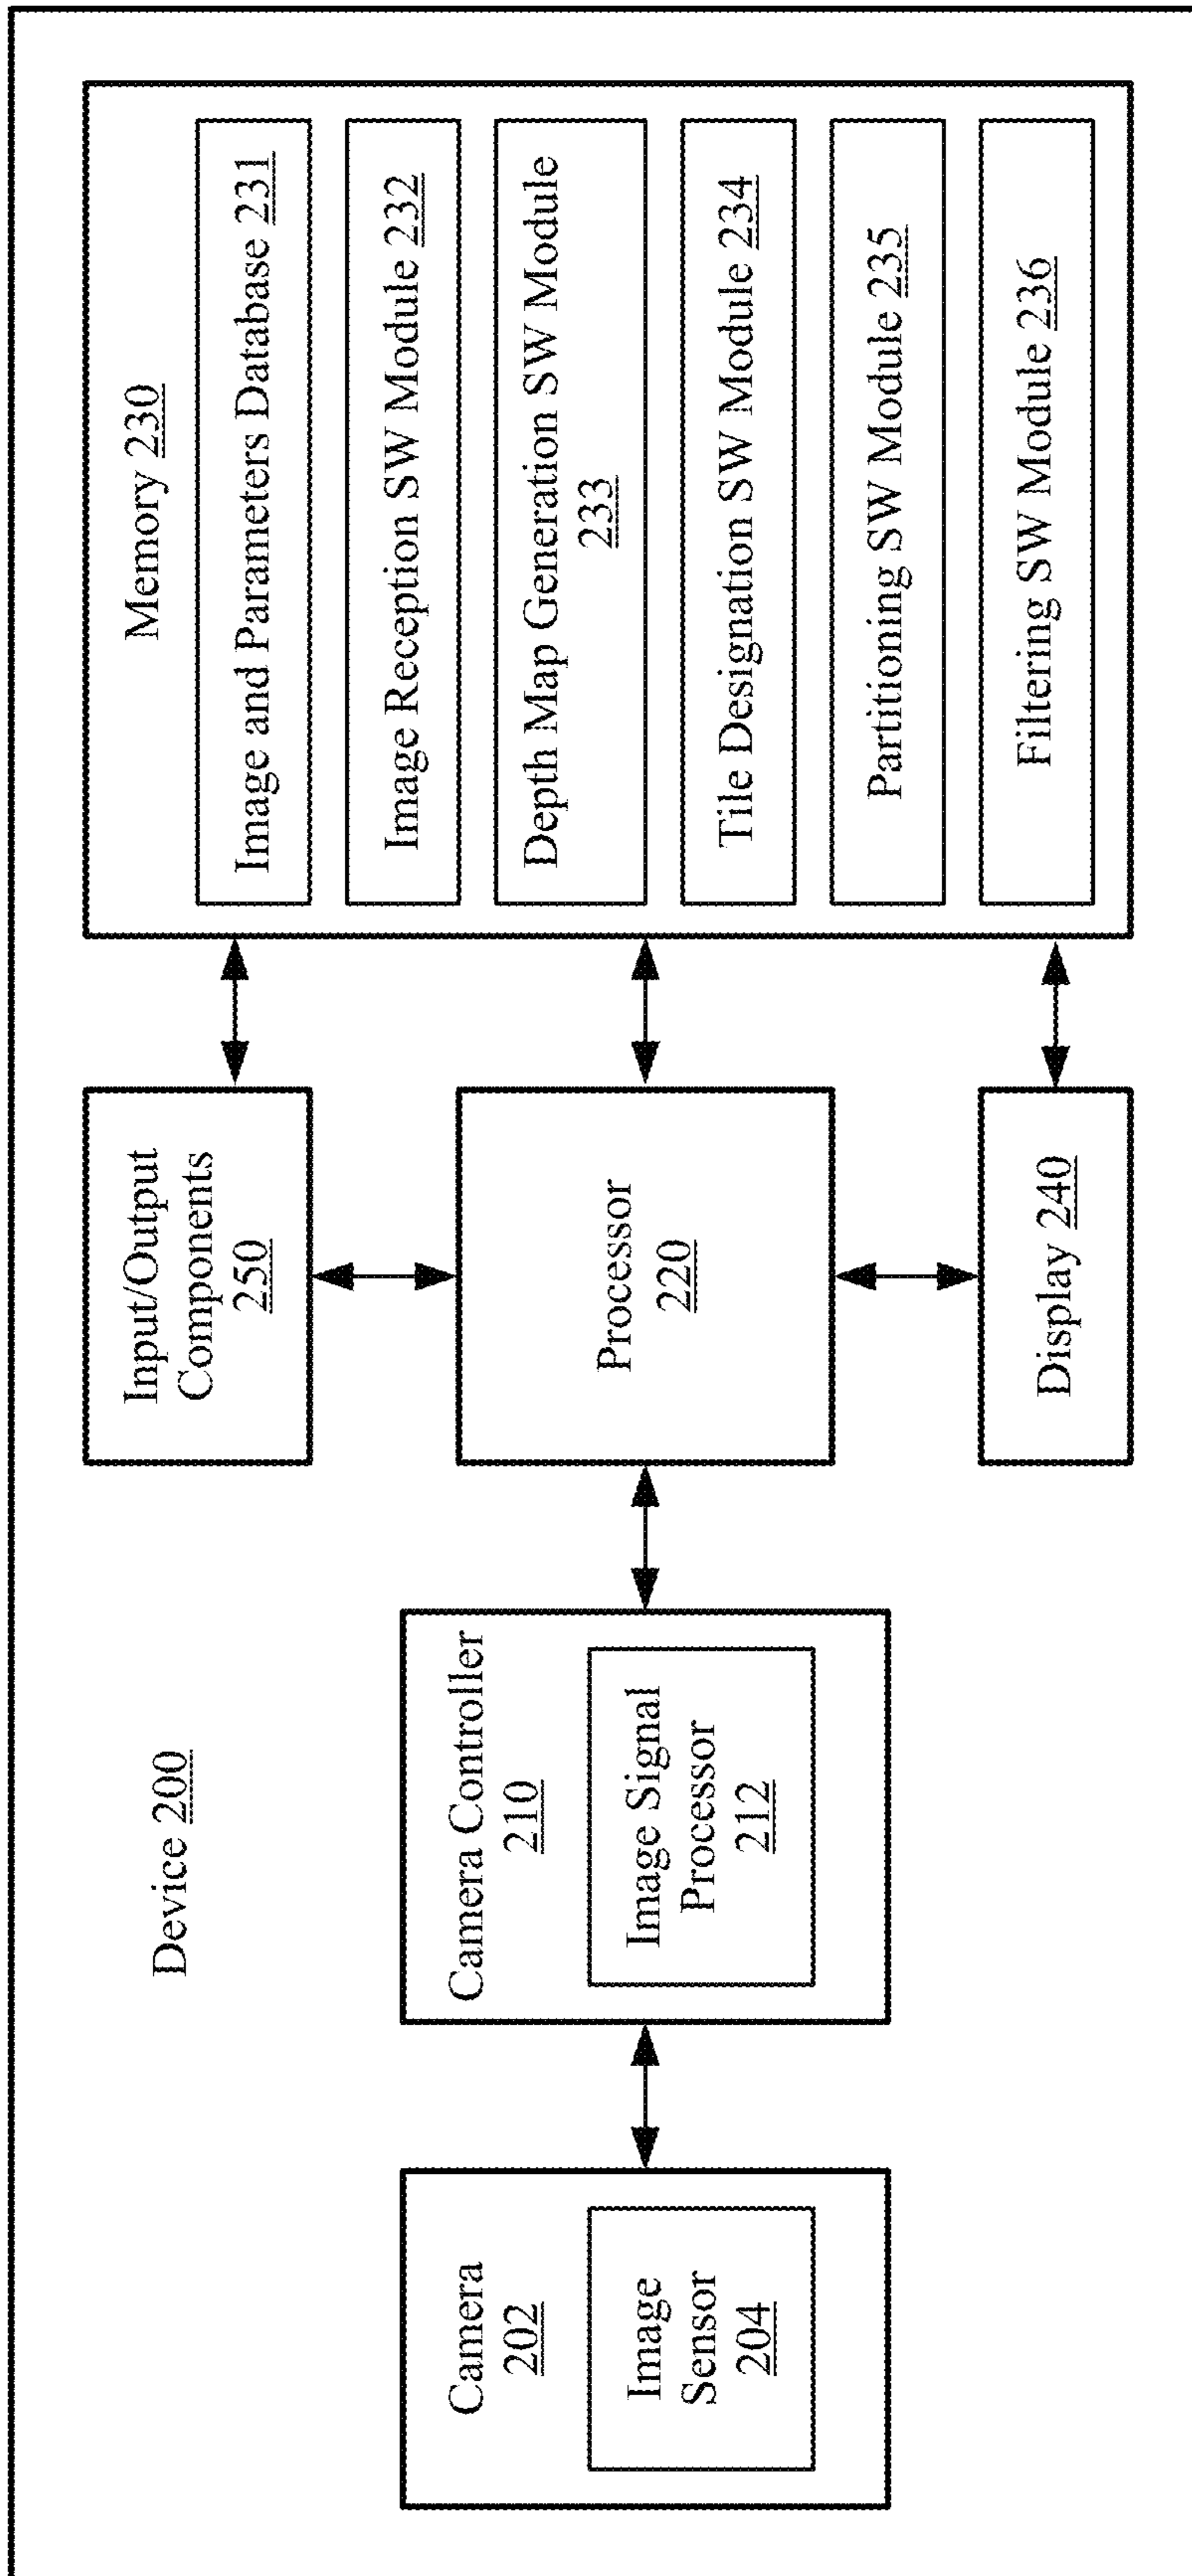 Device 200
Camera
202
Image
Sensor
204
Camera Controller
210
Image Signal
Processor
212
Input/Output
Components
250
Processor
220
Display 240
Memory 230
Image and Parameters Database 231
Image Reception SW Module 232
Depth Map Generation SW Module
233
Tile Designation SW Module 234
Partitioning SW Module 235
Filtering SW Module 236